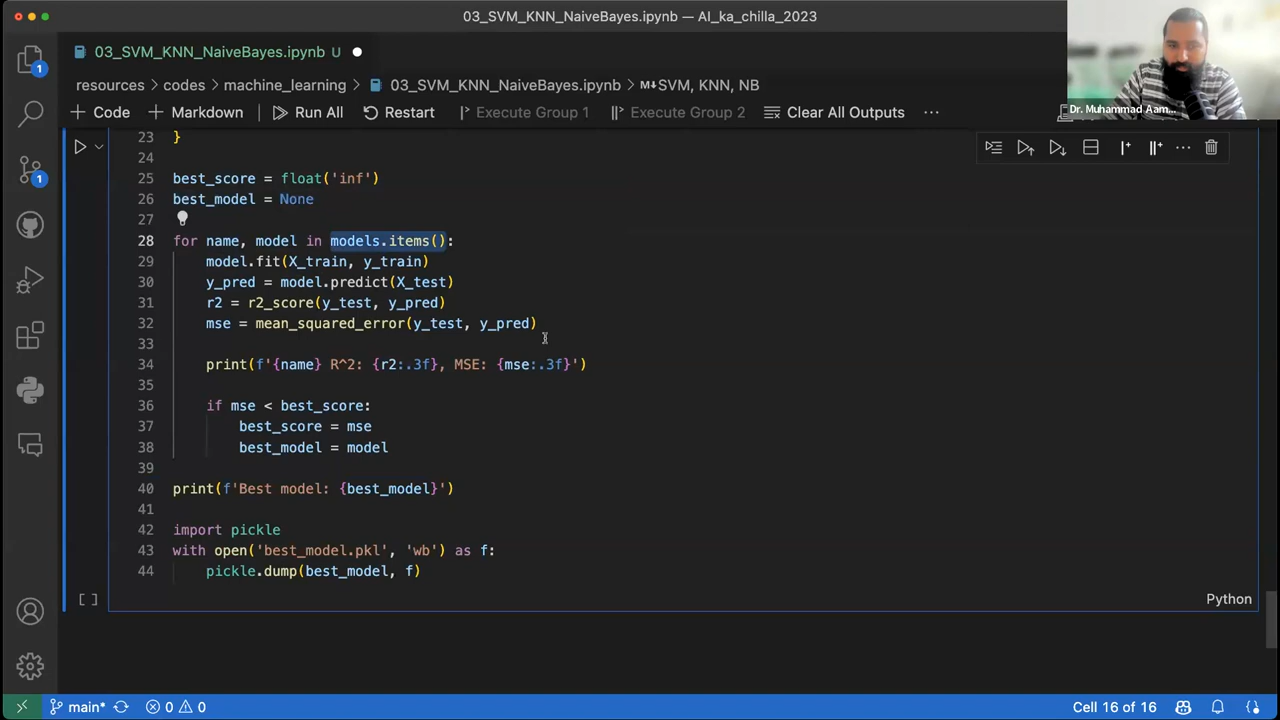 03_SVM_KNN_NaiveBayes.ipynb — AI_ka_chilla_2023
03_SVM_KNN_NaiveBayes.ipynb U
resources > codes > machine_learning > 03_SVM_KNN_NaiveBayes.ipynb > M↓SVM, KNN, NB
Code Markdown Run All Restart Execute Group 1 Execute Group 2 Clear All Outputs ...
Dr. Muhammad Aam...
1
1
23 }
24
25 best_score = float('inf')
26 best_model = None
27
28 for name, model in models.items():
29 model.fit(X_train, y_train)
30 y_pred = model.predict(X_test)
31 r2 = r2_score(y_test, y_pred)
32 mse = mean_squared_error(y_test, y_pred)
33
34 print(f'{name} R^2: {r2:.3f}, MSE: {mse:.3f}')
35
36 if mse < best_score:
37 best_score = mse
38 best_model = model
39
40 print(f'Best model: {best_model}')
41
42 import pickle
43 with open('best_model.pkl', 'wb') as f:
44 pickle.dump(best_model, f)
[ ] Python
main* 0 0 Cell 16 of 16